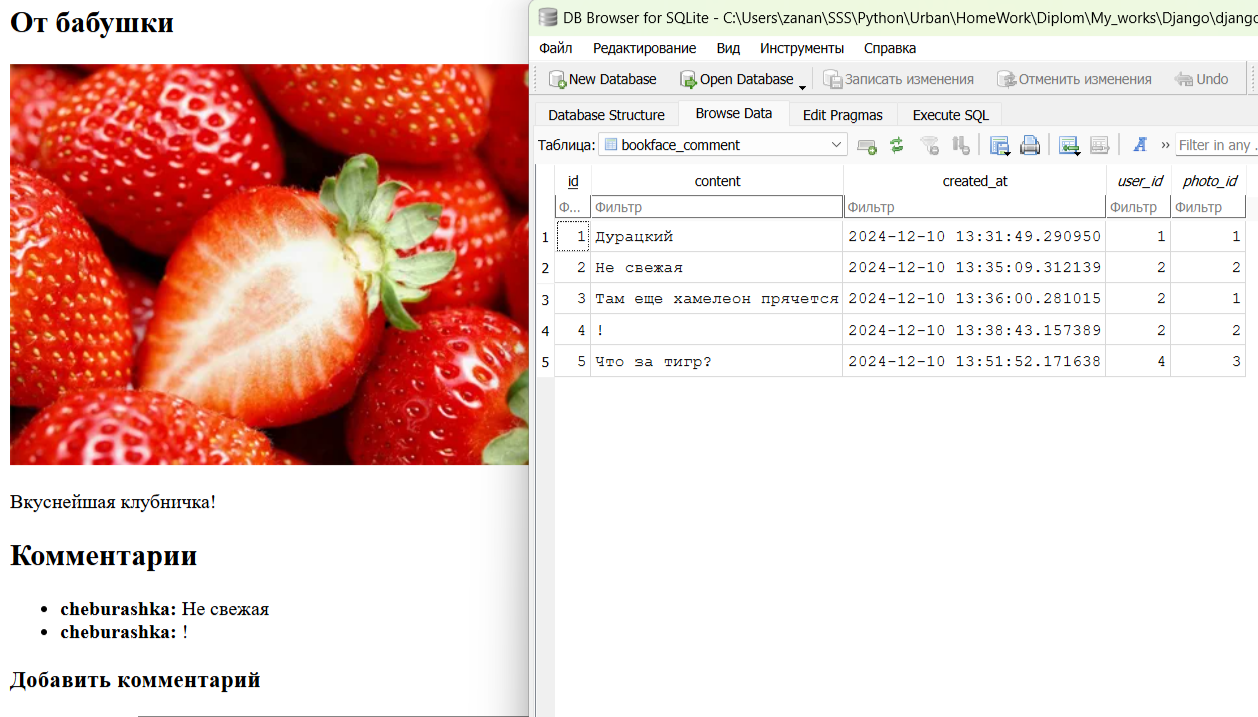 От бабушки
Вкуснейшая клубничка!
Комментарии
cheburashka: Не свежая
cheburashka: !
Добавить комментарий
DB Browser for SQLite - C:\Users\zanan\SSS\Python\Urban\HomeWork\Diplom\My_works\Django\django
Файл Редактирование Вид Инструменты Справка
New Database Open Database Записать изменения Отменить изменения Undo
Database Structure Browse Data Edit Pragmas Execute SQL
Таблица: bookface_comment A » Filter in any .
id content created_at user_id photo_id
Ф... Фильтр Фильтр Фильтр Фильтр
1 1 Дурацкий 2024-12-10 13:31:49.290950 1 1
2 2 Не свежая 2024-12-10 13:35:09.312139 2 2
3 3 Там еще хамелеон прячется 2024-12-10 13:36:00.281015 2 1
4 4 ! 2024-12-10 13:38:43.157389 2 2
5 5 Что за тигр? 2024-12-10 13:51:52.171638 4 3